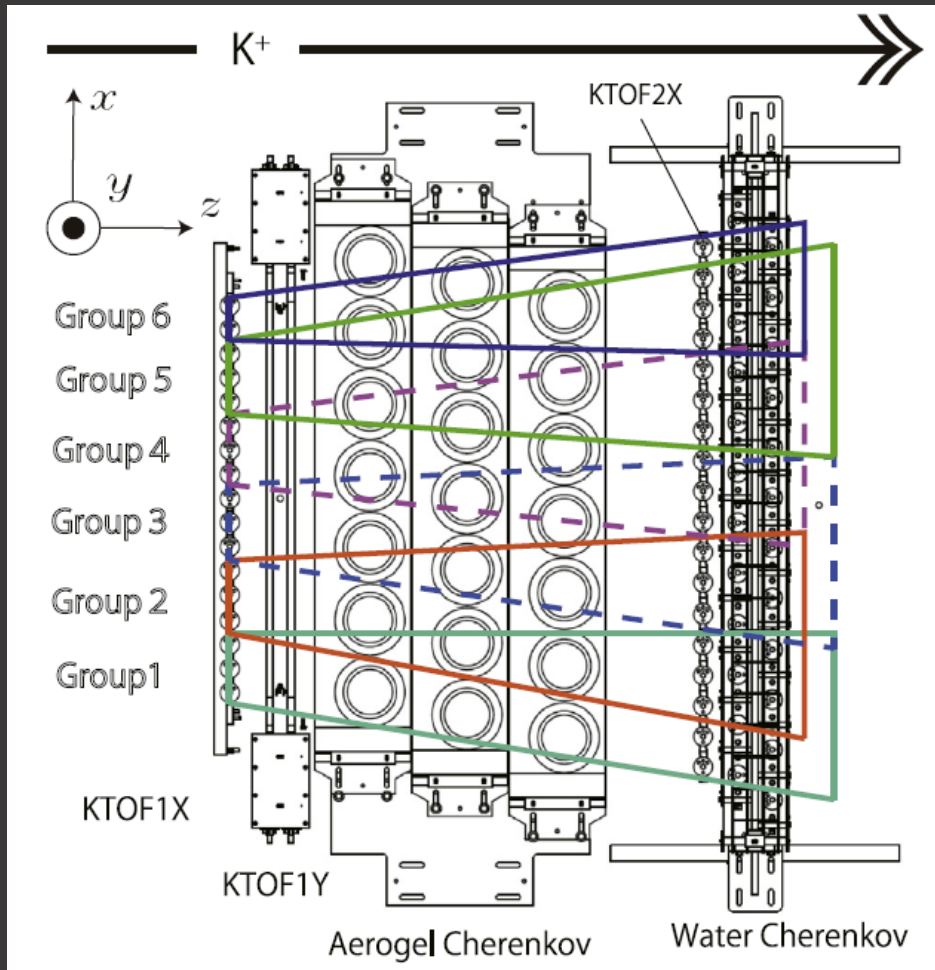 K⁺
KTOF2X
x
y
z
Group 6
Group 5
Group 4
Group 3
Group 2
Group1
KTOF1X
KTOF1Y
Aerogel Cherenkov
Water Cherenkov